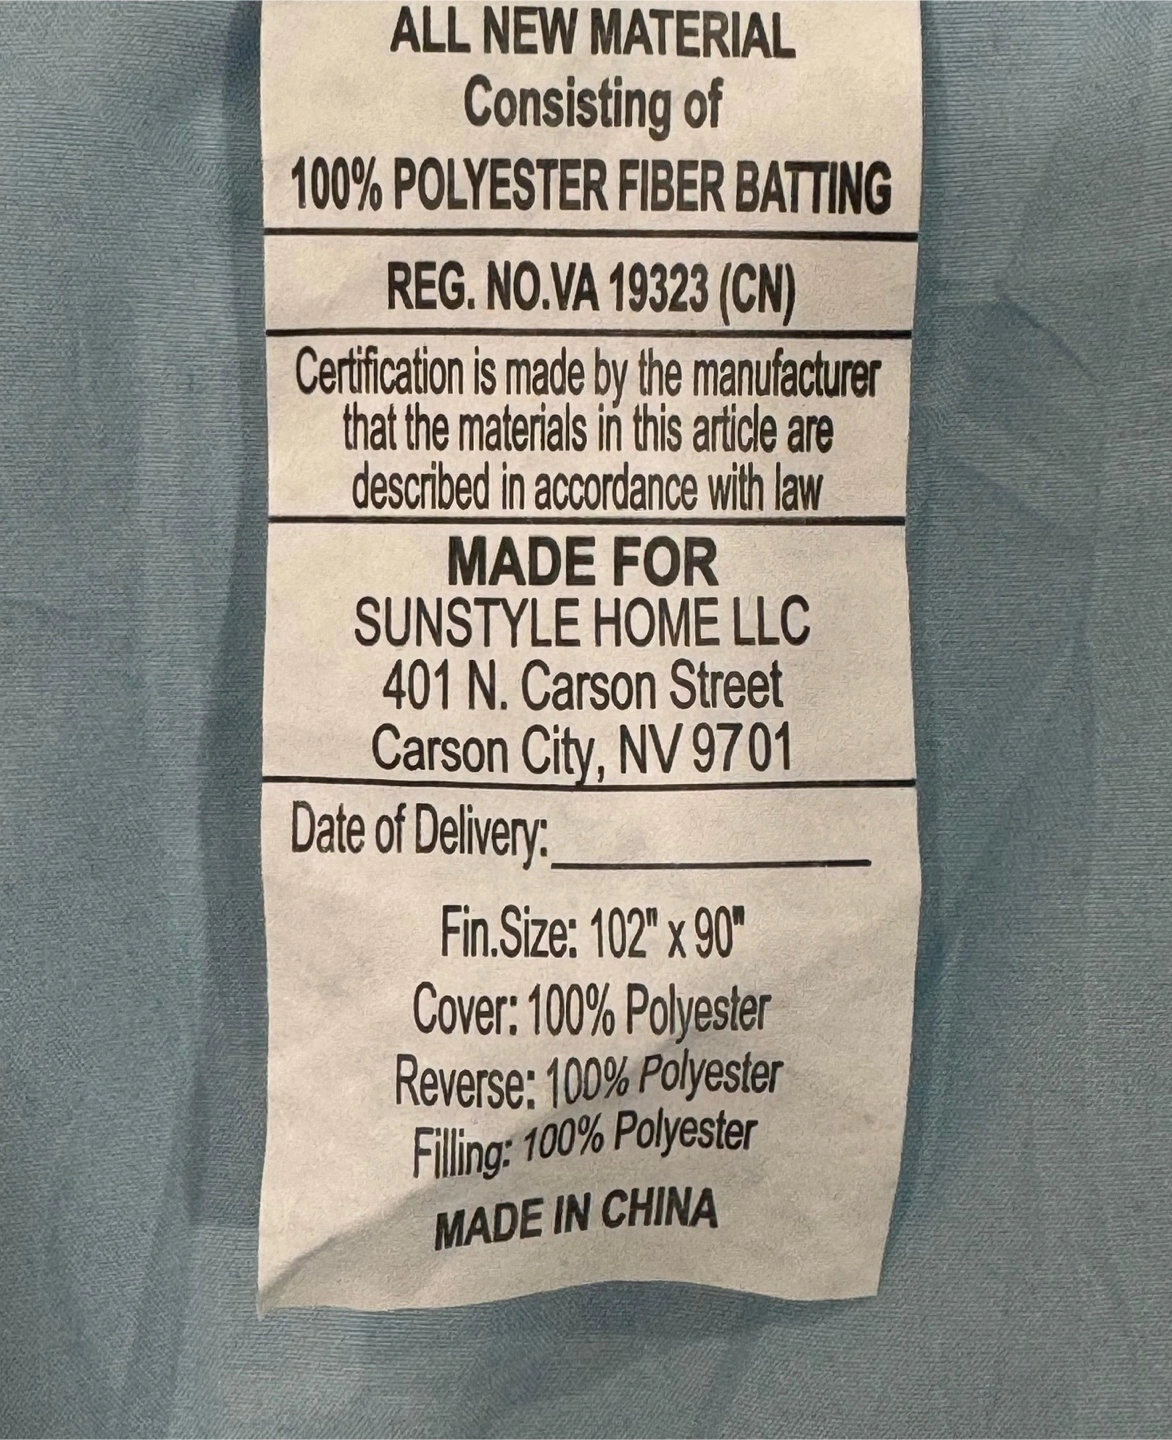 ALL NEW MATERIAL
Consisting of
100% POLYESTER FIBER BATTING
REG. NO.VA 19323 (CN)
Certification is made by the manufacturer
that the materials in this article are
described in accordance with law
MADE FOR
SUNSTYLE HOME LLC
401 N. Carson Street
Carson City, NV 9701
Date of Delivery:
Fin.Size: 102" x 90"
Cover: 100% Polyester
Reverse: 100% Polyester
Filling: 100% Polyester
MADE IN CHINA